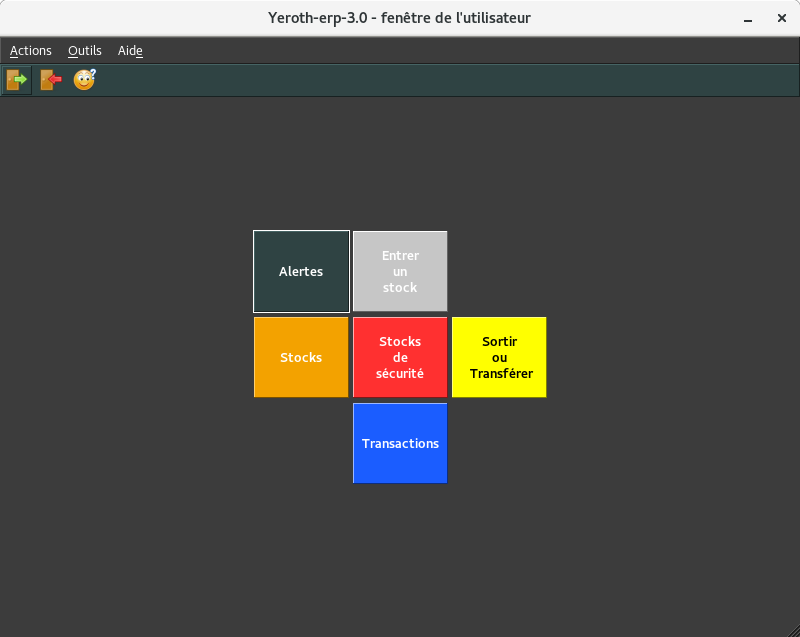 Yeroth-erp-3.0 - fenêtre de l'utilisateur
Actions Outils Aide
Alertes
Entrer
un
stock
Stocks
Stocks
de
sécurité
Sortir
ou
Transférer
Transactions